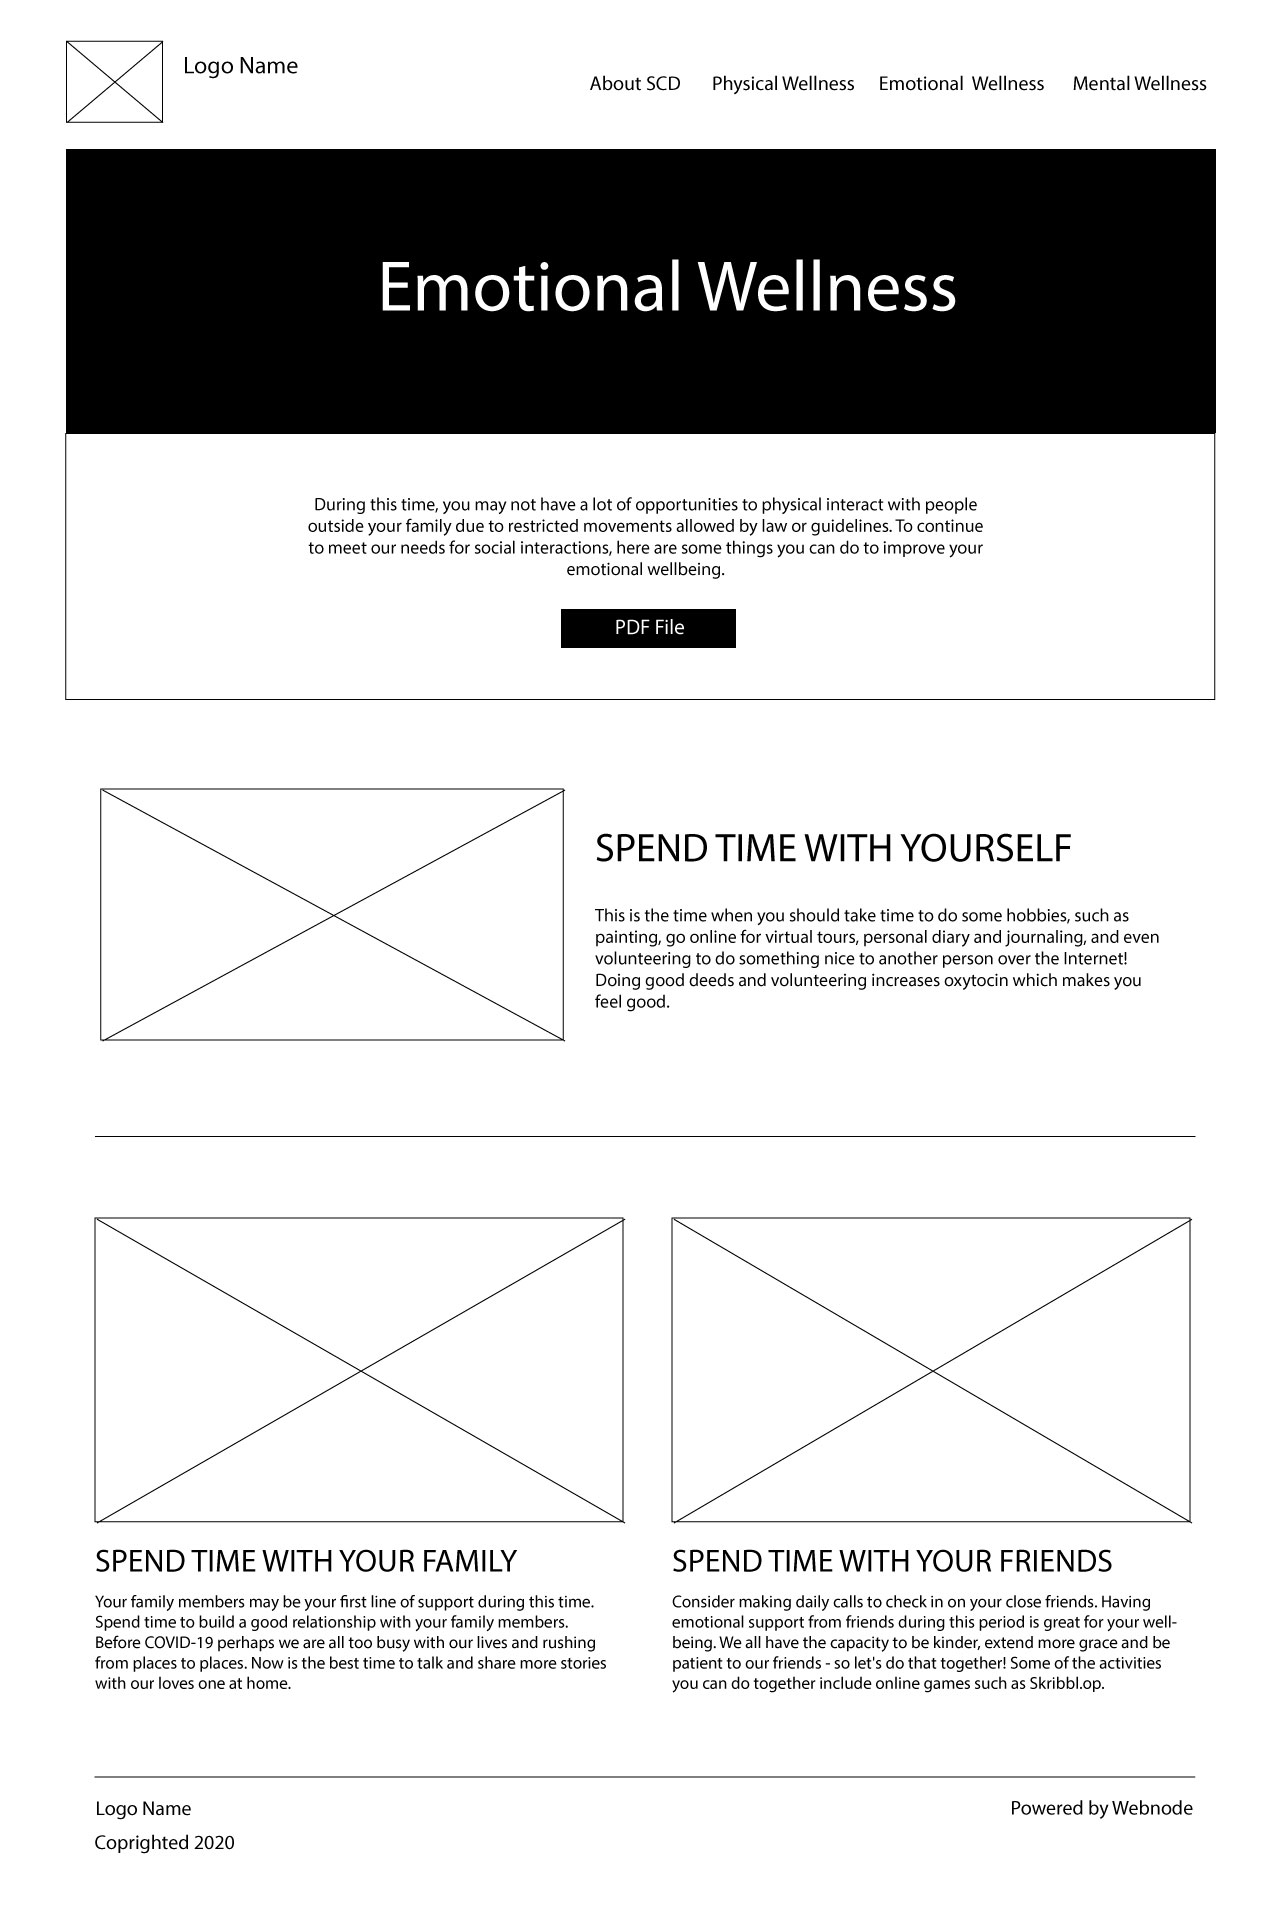 Logo Name
About SCD Physical Wellness Emotional Wellness Mental Wellness
Emotional Wellness
During this time, you may not have a lot of opportunities to physical interact with people
outside your family due to restricted movements allowed by law or guidelines. To continue
to meet our needs for social interactions, here are some things you can do to improve your
emotional wellbeing.
PDF File
SPEND TIME WITH YOURSELF
This is the time when you should take time to do some hobbies, such as
painting, go online for virtual tours, personal diary and journaling, and even
volunteering to do something nice to another person over the Internet!
Doing good deeds and volunteering increases oxytocin which makes you
feel good.
SPEND TIME WITH YOUR FAMILY
Your family members may be your first line of support during this time.
Spend time to build a good relationship with your family members.
Before COVID-19 perhaps we are all too busy with our lives and rushing
from places to places. Now is the best time to talk and share more stories
with our loves one at home.
SPEND TIME WITH YOUR FRIENDS
Consider making daily calls to check in on your close friends. Having
emotional support from friends during this period is great for your well-
being. We all have the capacity to be kinder, extend more grace and be
patient to our friends - so let's do that together! Some of the activities
you can do together include online games such as Skribbl.op.
Logo Name
Coprighted 2020
Powered by Webnode